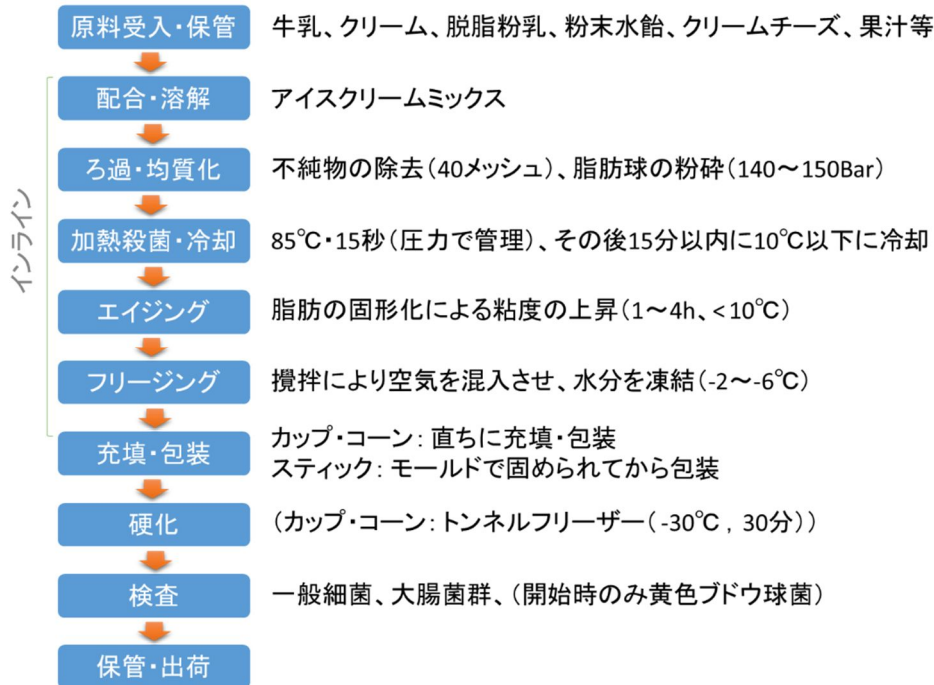 原料受入・保管 牛乳、クリーム、脱脂粉乳、粉末水飴、クリームチーズ、果汁等
配合・溶解 アイスクリームミックス
ろ過・均質化 不純物の除去(40メッシュ)、脂肪球の粉砕(140～150Bar)
加熱殺菌・冷却 85℃・15秒(圧力で管理)、その後15分以内に10℃以下に冷却
インライン
エイジング 脂肪の固形化による粘度の上昇(1～4h、<10℃)
フリージング 攪拌により空気を混入させ、水分を凍結(-2～-6℃)
充填・包装 カップ・コーン: 直ちに充填・包装
スティック: モールドで固められてから包装
硬化 (カップ・コーン: トンネルフリーザー(-30℃ , 30分))
検査 一般細菌、大腸菌群、(開始時のみ黄色ブドウ球菌)
保管・出荷